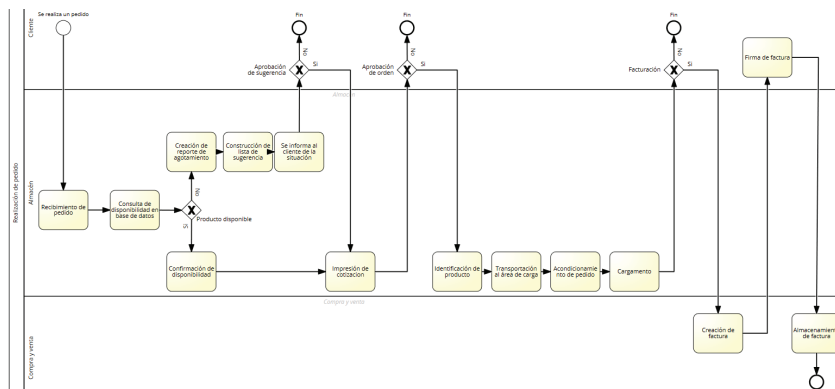 Se realiza un pedido
Fin
Fin
Fin
Cliente
No
No
No
Aprobación
de sugerencia
Si
Aprobación
de orden
Si
Facturación
Si
Firma de factura
Almacén
Realización de pedido
Almacén
Creación de
reporte de
agotamiento
Construcción de
lista de
sugerencia
Se informa al
cliente de la
situación
No
Recibimiento de
pedido
Consulta de
disponibilidad en
base de datos
Producto disponible
Si
Confirmación de
disponibilidad
Impresión de
cotizacion
Identificación de
producto
Transportación
al área de carga
Acondicionamie
nto de pedido
Cargamento
Compra y venta
Compra y venta
Creación de
factura
Almacenamient
de factura